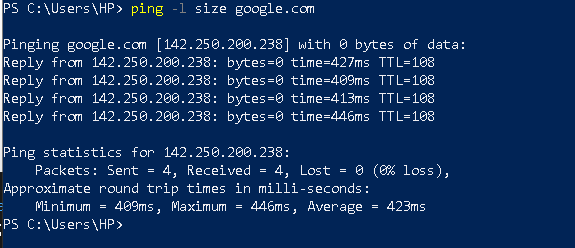 PS C:\Users\HP> ping -l size google.com
Pinging google.com [142.250.200.238] with 0 bytes of data:
Reply from 142.250.200.238: bytes=0 time=427ms TTL=108
Reply from 142.250.200.238: bytes=0 time=409ms TTL=108
Reply from 142.250.200.238: bytes=0 time=413ms TTL=108
Reply from 142.250.200.238: bytes=0 time=446ms TTL=108
Ping statistics for 142.250.200.238:
    Packets: Sent = 4, Received = 4, Lost = 0 (0% loss),
Approximate round trip times in milli-seconds:
    Minimum = 409ms, Maximum = 446ms, Average = 423ms
PS C:\Users\HP>